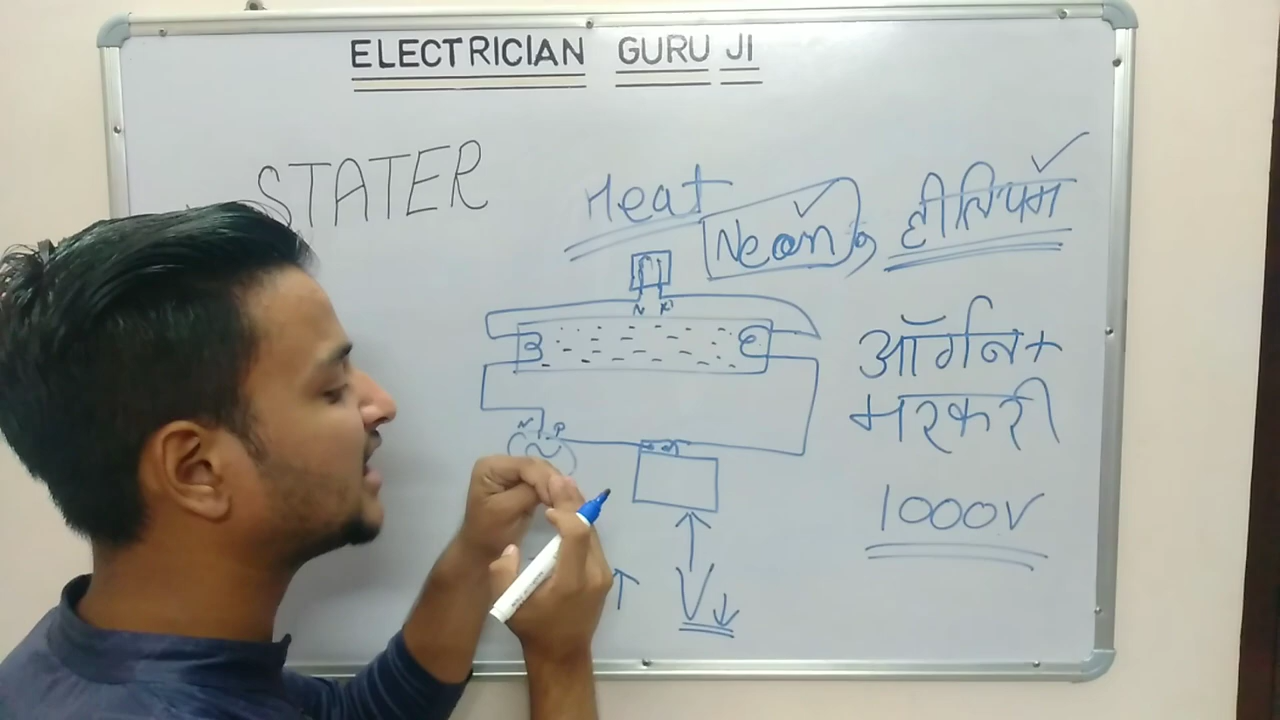 ELECTRICIAN GURU JI
STATER
Heat
Neon, हीलियम
ऑर्गन +
मरकरी
N P
N P
1000V
V